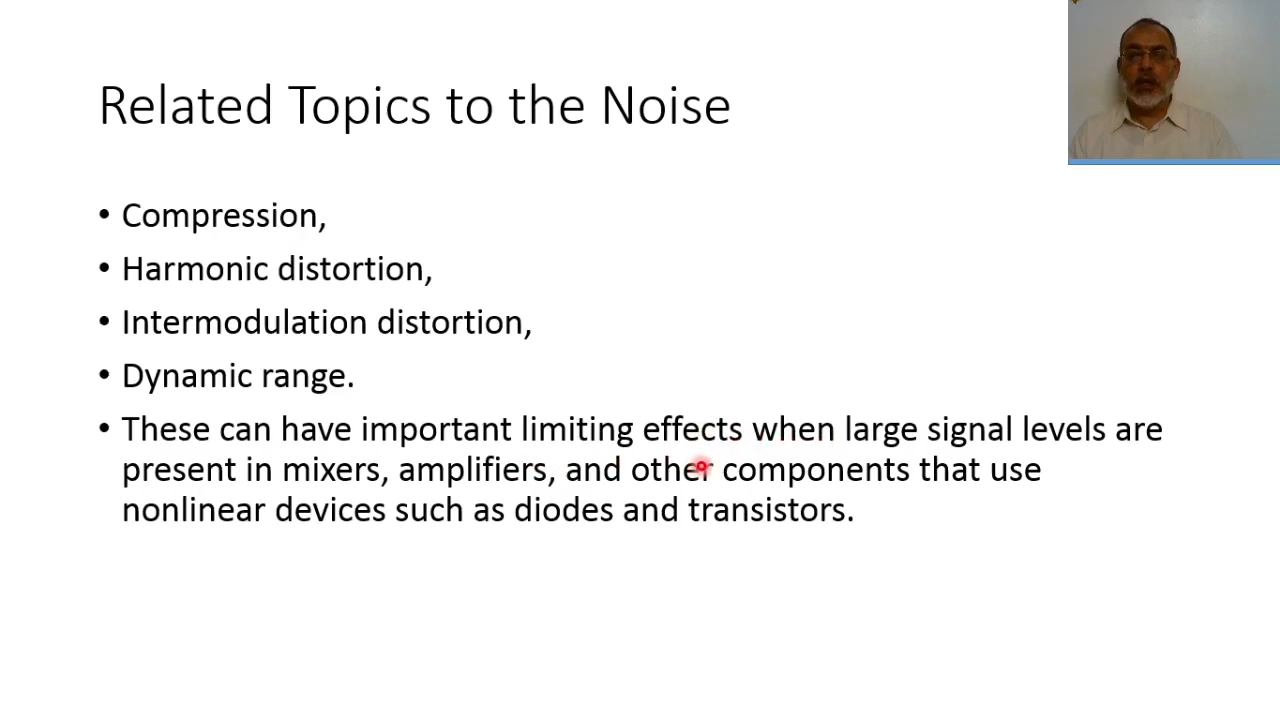 Related Topics to the Noise
• Compression,
• Harmonic distortion,
• Intermodulation distortion,
• Dynamic range.
• These can have important limiting effects when large signal levels are
present in mixers, amplifiers, and other components that use
nonlinear devices such as diodes and transistors.